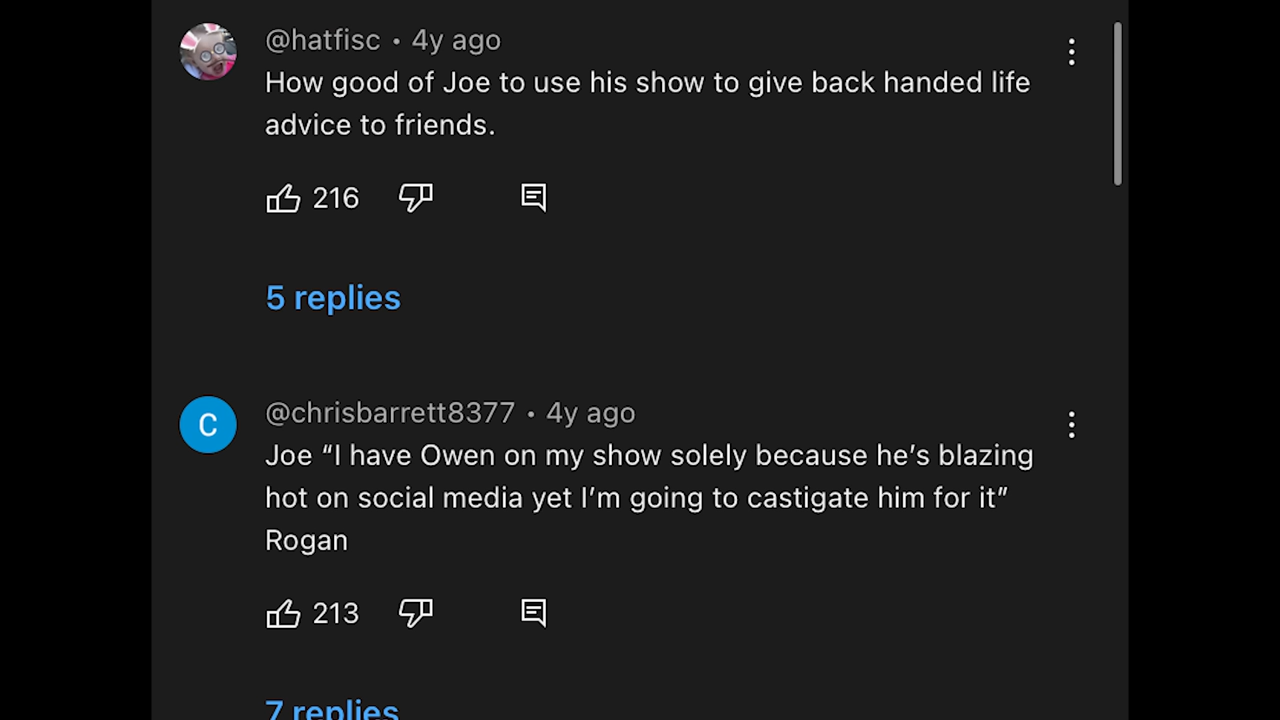 @hatfisc • 4y ago
How good of Joe to use his show to give back handed life
advice to friends.
216
5 replies
C
@chrisbarrett8377 • 4y ago
Joe “I have Owen on my show solely because he’s blazing
hot on social media yet I’m going to castigate him for it”
Rogan
213
7 replies